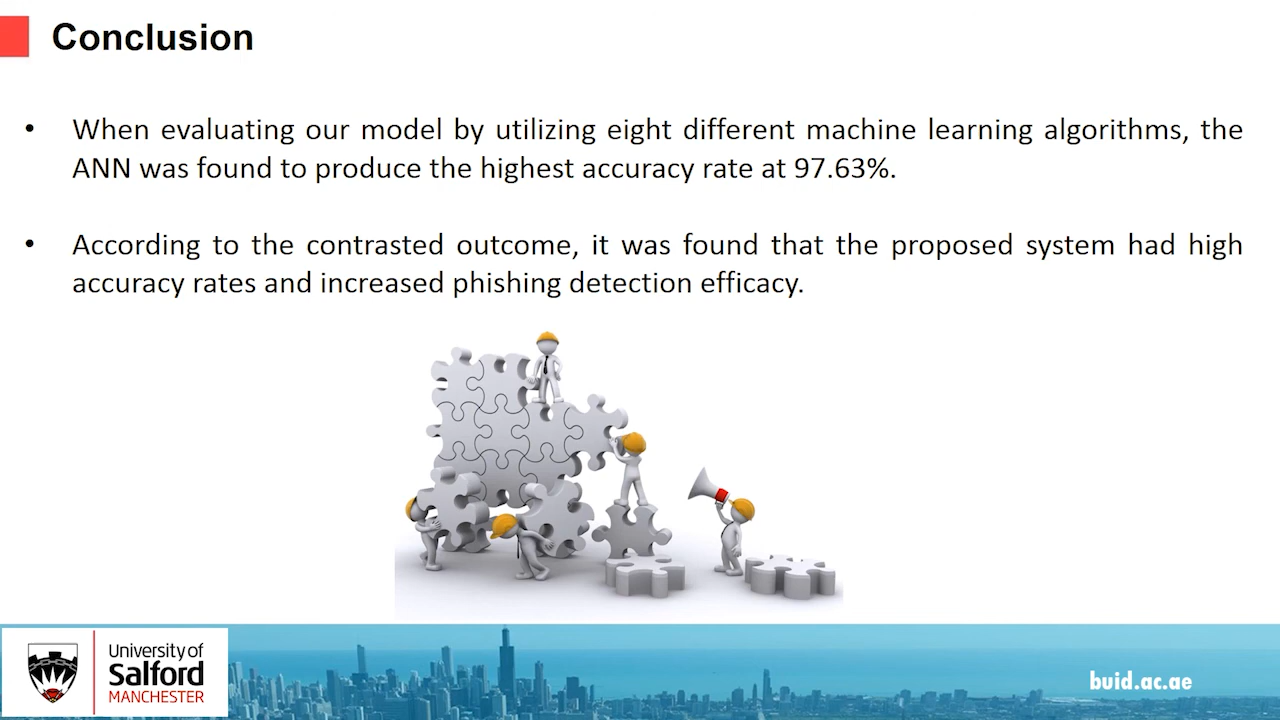 Conclusion
• When evaluating our model by utilizing eight different machine learning algorithms, the
ANN was found to produce the highest accuracy rate at 97.63%.
• According to the contrasted outcome, it was found that the proposed system had high
accuracy rates and increased phishing detection efficacy.
University of
Salford
MANCHESTER
buid.ac.ae